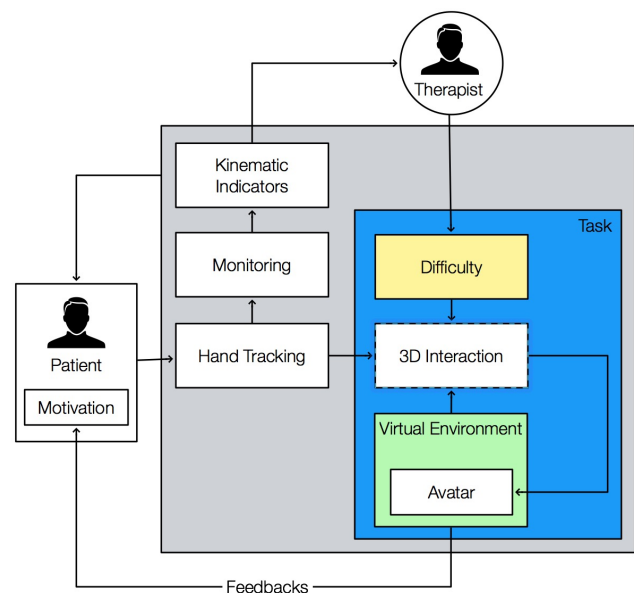 Therapist
Kinematic
Indicators
Task
Monitoring
Difficulty
Patient
Hand Tracking
3D Interaction
Motivation
Virtual Environment
Avatar
Feedbacks